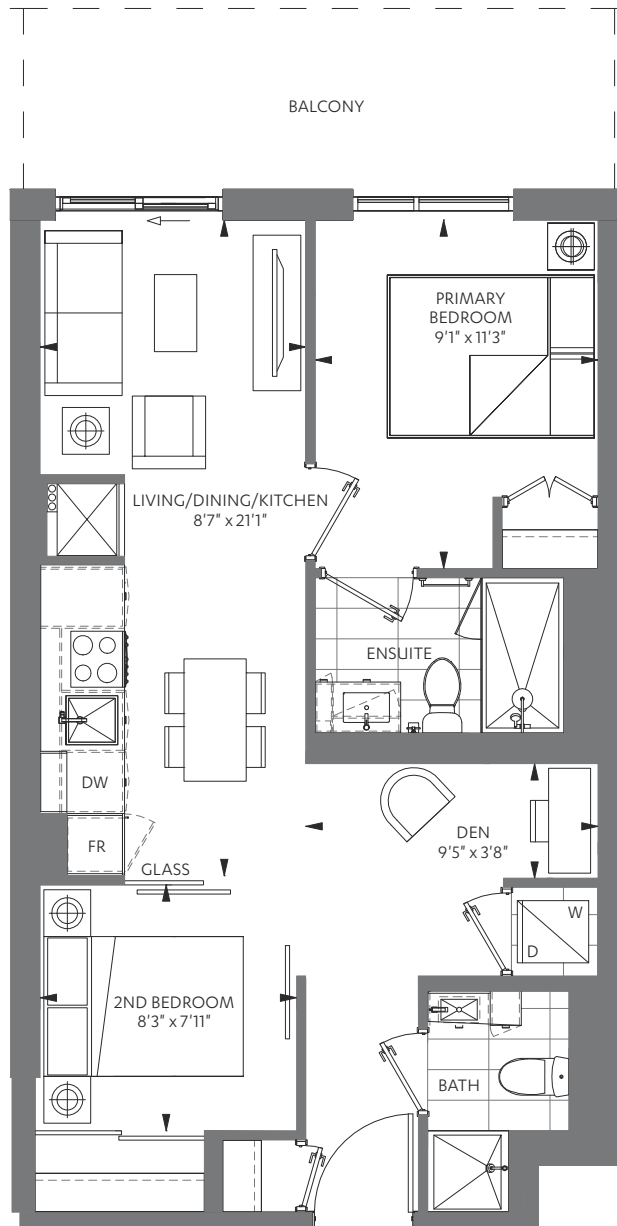 BALCONY
PRIMARY
BEDROOM
9'1" x 11'3"
LIVING/DINING/KITCHEN
8'7" x 21'1"
ENSUITE
DW
FR
DEN
9'5" x 3'8"
GLASS
W
D
2ND BEDROOM
8'3" x 7'11"
BATH